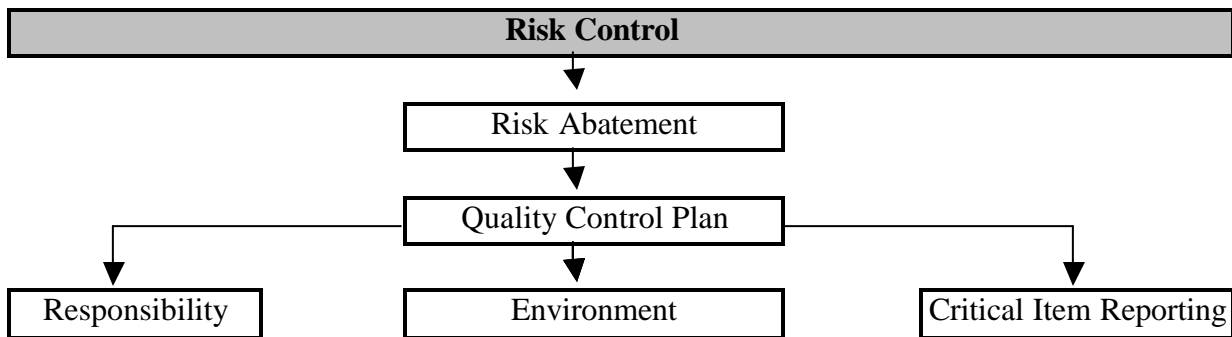 Risk Control
Risk Abatement
Quality Control Plan
Responsibility
Environment
Critical Item Reporting